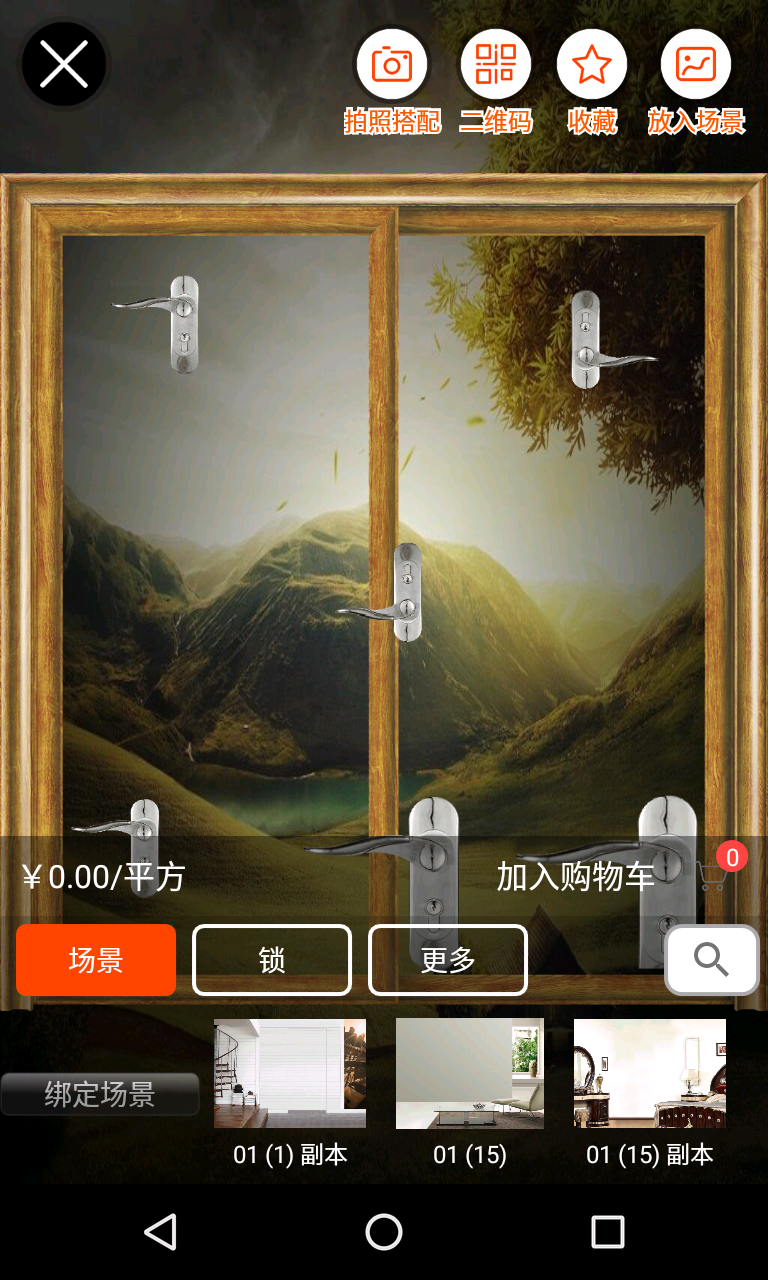 拍照搭配
二维码
收藏
放入场景
￥0.00/平方
加入购物车
0
场景
锁
更多
绑定场景
01 (1) 副本
01 (15)
01 (15) 副本